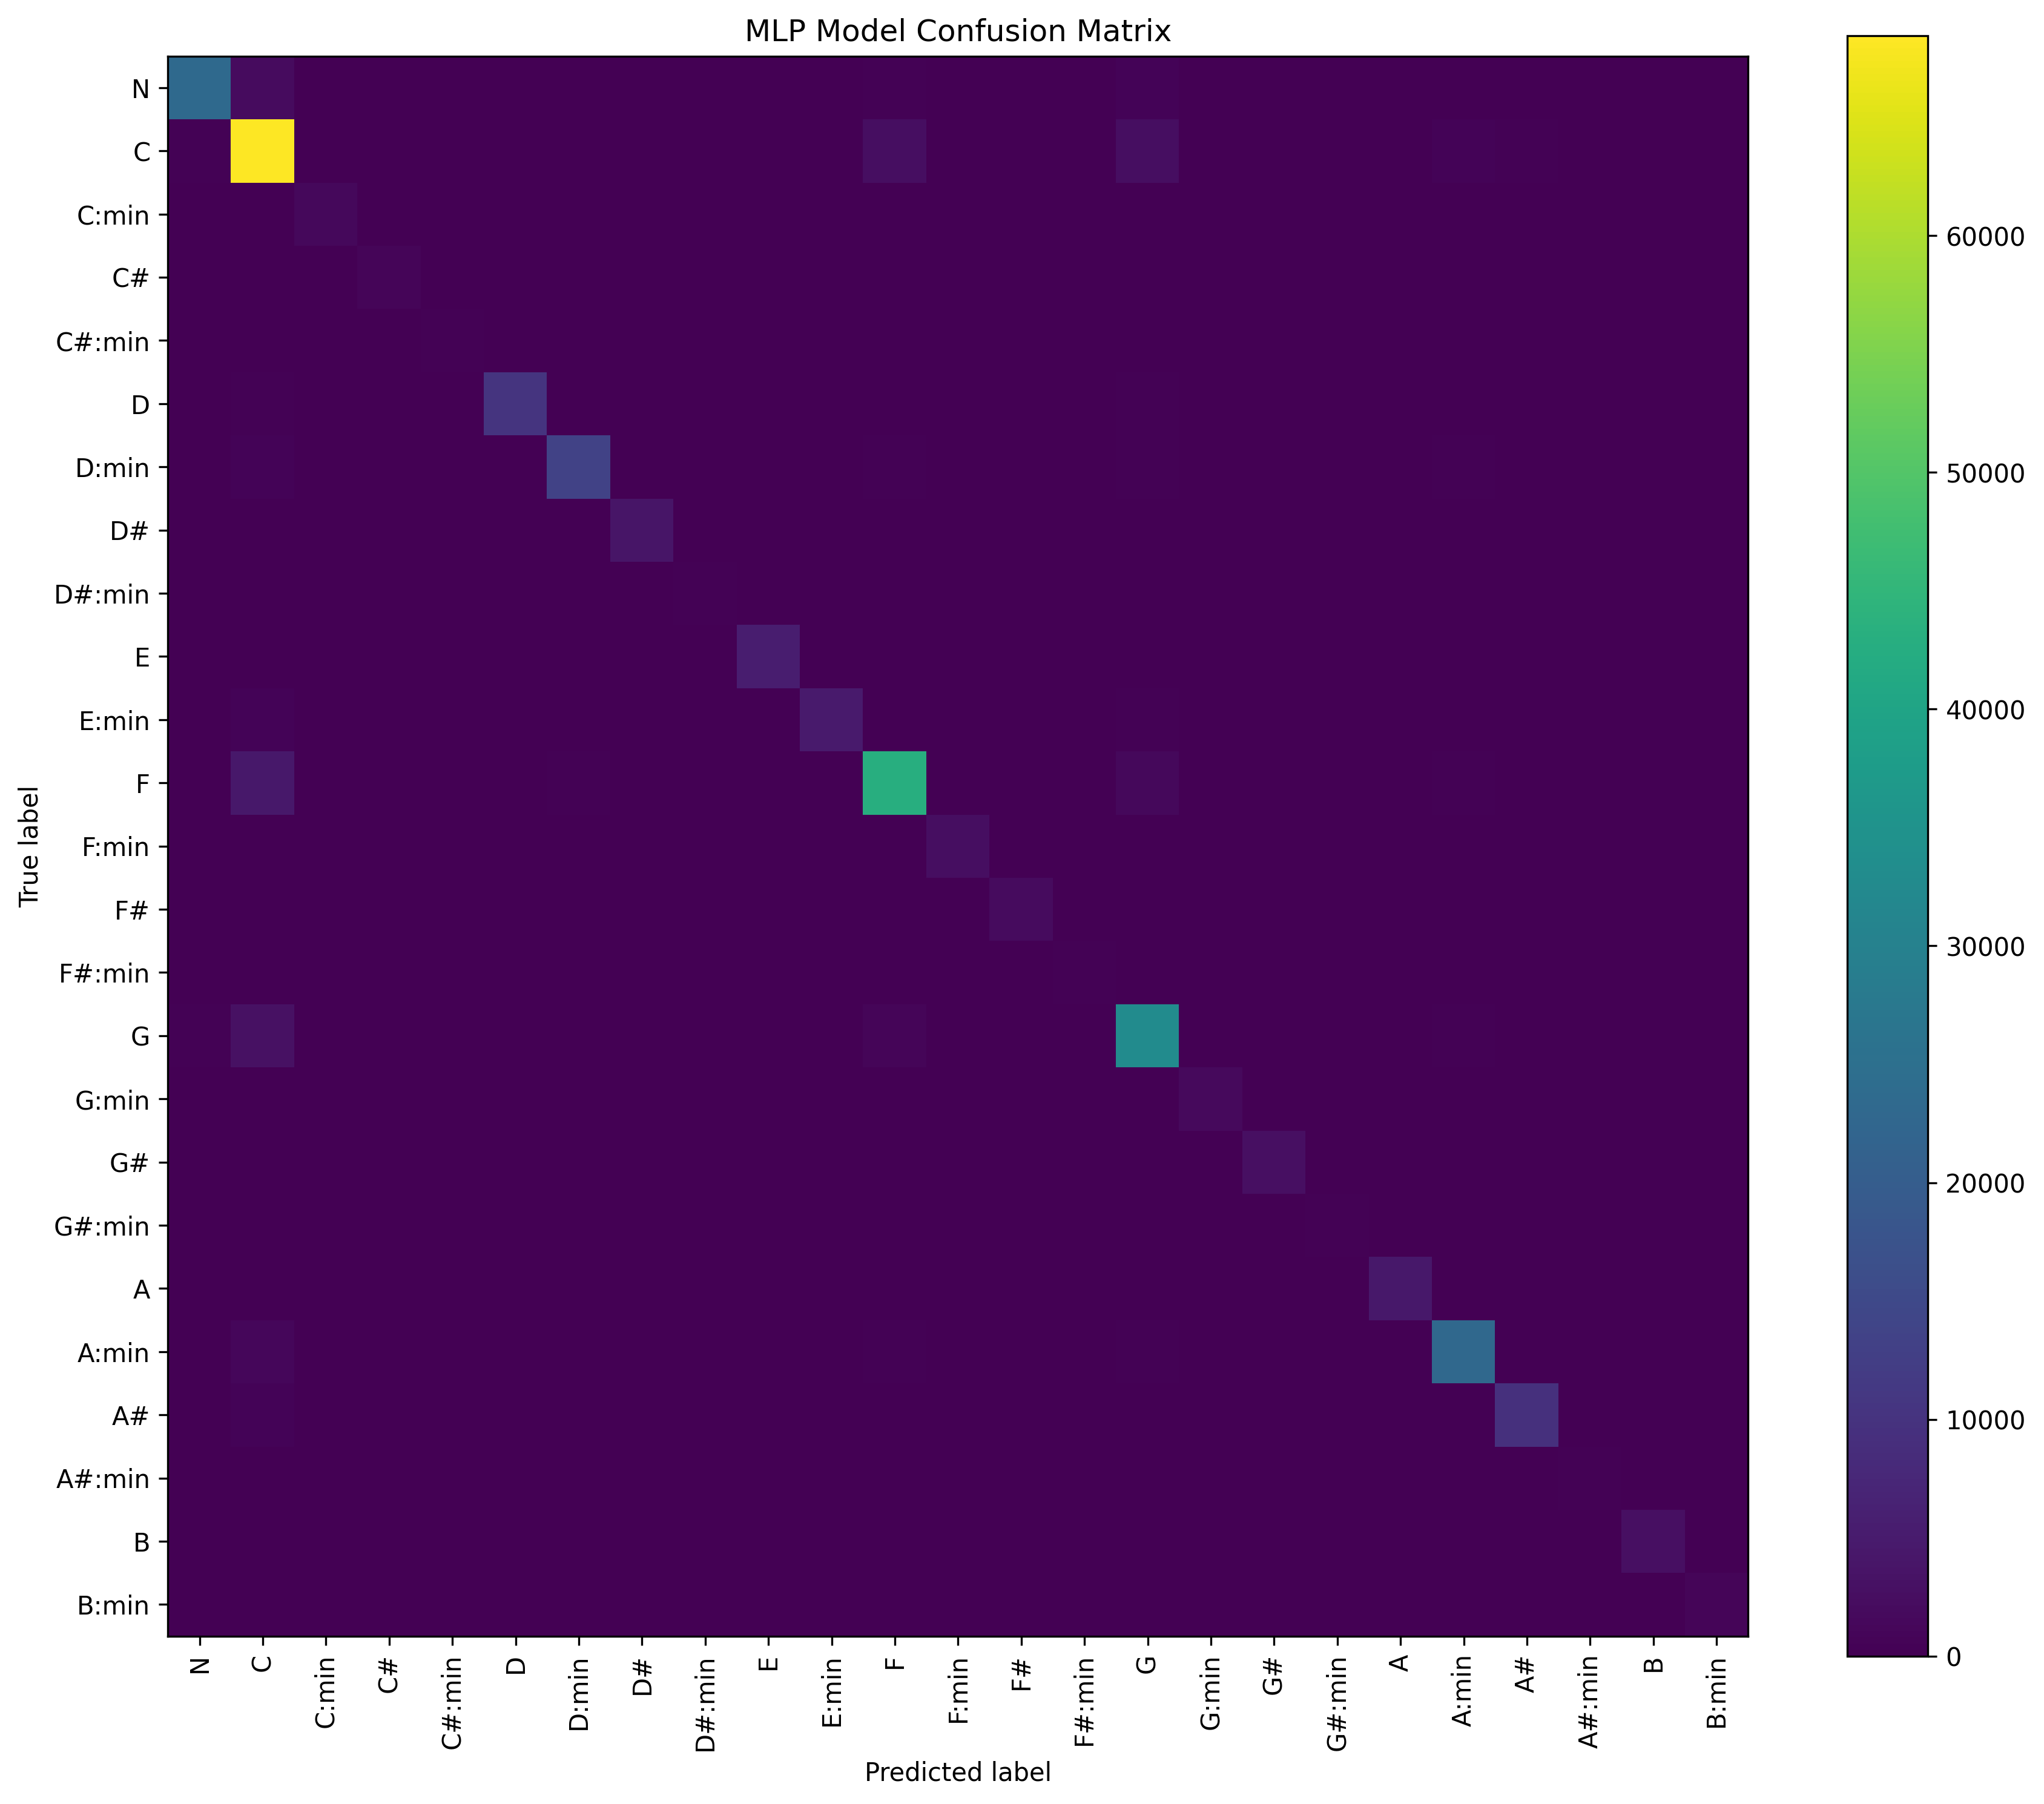 MLP Model Confusion Matrix
True label
N
C
C:min
C#
C#:min
D
D:min
D#
D#:min
E
E:min
F
F:min
F#
F#:min
G
G:min
G#
G#:min
A
A:min
A#
A#:min
B
B:min
N
C
C:min
C#
C#:min
D
D:min
D#
D#:min
E
E:min
F
F:min
F#
F#:min
G
G:min
G#
G#:min
A
A:min
A#
A#:min
B
B:min
Predicted label
60000
50000
40000
30000
20000
10000
0